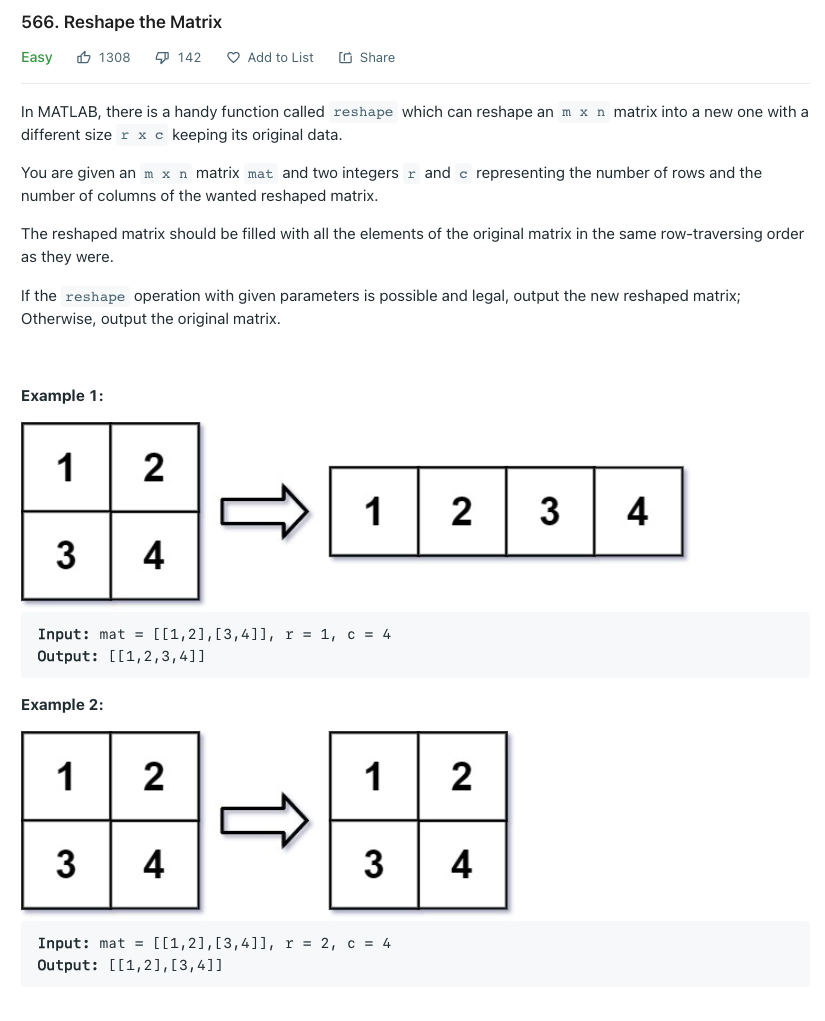 566. Reshape the Matrix
Easy 1308 142 Add to List Share
In MATLAB, there is a handy function called reshape which can reshape an m x n matrix into a new one with a
different size r x c keeping its original data.
You are given an m x n matrix mat and two integers r and c representing the number of rows and the
number of columns of the wanted reshaped matrix.
The reshaped matrix should be filled with all the elements of the original matrix in the same row-traversing order
as they were.
If the reshape operation with given parameters is possible and legal, output the new reshaped matrix;
Otherwise, output the original matrix.
Example 1:
1 2
3 4
1 2 3 4
Input: mat = [[1,2],[3,4]], r = 1, c = 4
Output: [[1,2,3,4]]
Example 2:
1 2
3 4
1 2
3 4
Input: mat = [[1,2],[3,4]], r = 2, c = 4
Output: [[1,2],[3,4]]